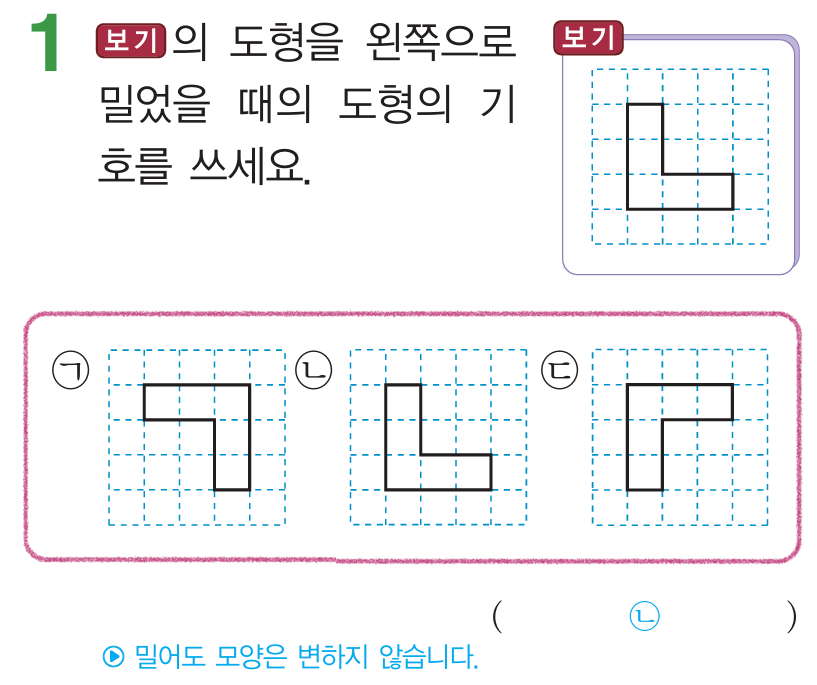 1 보기의 도형을 왼쪽으로
밀었을 때의 도형의 기
호를 쓰세요.
보기
㉠ ㉡ ㉢
( ㉡ )
밀어도 모양은 변하지 않습니다.